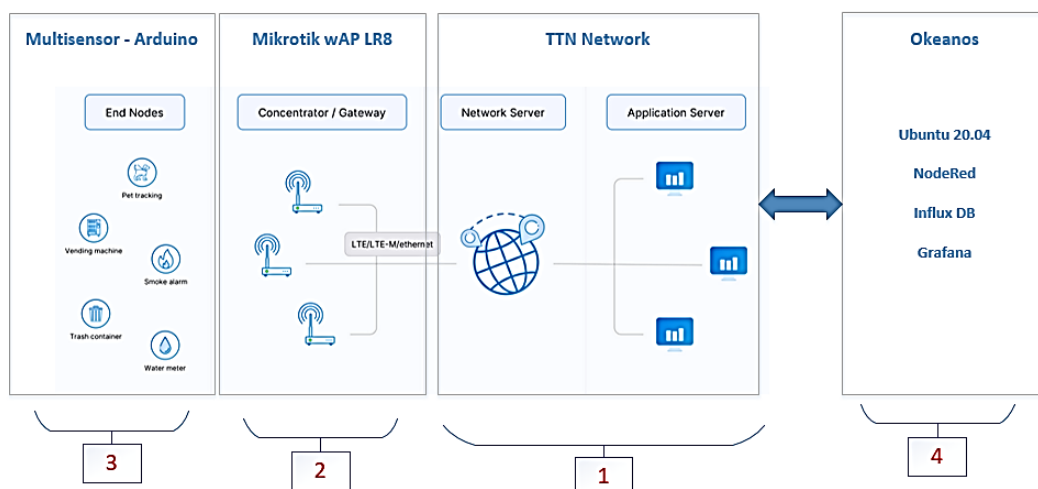 Multisensor - Arduino
Mikrotik wAP LR8
TTN Network
Okeanos
End Nodes
Concentrator / Gateway
Network Server
Application Server
Pet tracking
Vending machine
Smoke alarm
Trash container
Water meter
LTE/LTE-M/ethernet
Ubuntu 20.04
NodeRed
Influx DB
Grafana
3
2
1
4